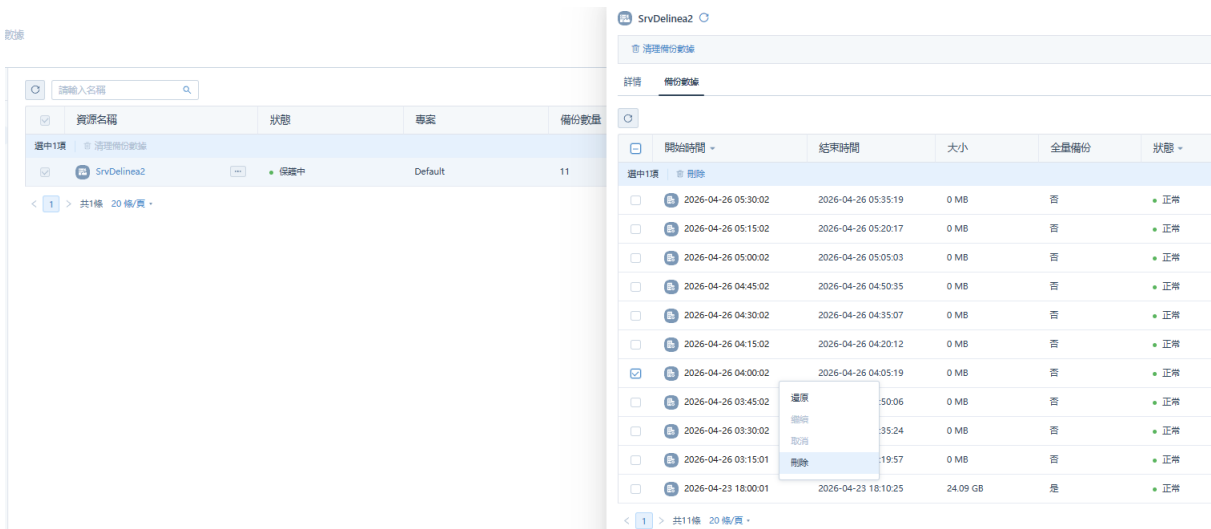 數據
請輸入名稱
資源名稱 狀態 專案 備份數量
選中1項 清理備份數據
SrvDelinea2 ... 保護中 Default 11
< 1 > 共1條 20 條/頁
SrvDelinea2
清理備份數據
詳情 備份數據
開始時間 結束時間 大小 全量備份 狀態
選中1項 刪除
2026-04-26 05:30:02 2026-04-26 05:35:19 0 MB 否 正常
2026-04-26 05:15:02 2026-04-26 05:20:17 0 MB 否 正常
2026-04-26 05:00:02 2026-04-26 05:05:03 0 MB 否 正常
2026-04-26 04:45:02 2026-04-26 04:50:35 0 MB 否 正常
2026-04-26 04:30:02 2026-04-26 04:35:07 0 MB 否 正常
2026-04-26 04:15:02 2026-04-26 04:20:12 0 MB 否 正常
2026-04-26 04:00:02 2026-04-26 04:05:19 0 MB 否 正常
2026-04-26 03:45:02 :50:06 0 MB 否 正常
2026-04-26 03:30:02 :35:24 0 MB 否 正常
2026-04-26 03:15:01 :19:57 0 MB 否 正常
2026-04-23 18:00:01 2026-04-23 18:10:25 24.09 GB 是 正常
還原
編輯
取消
刪除
< 1 > 共11條 20 條/頁